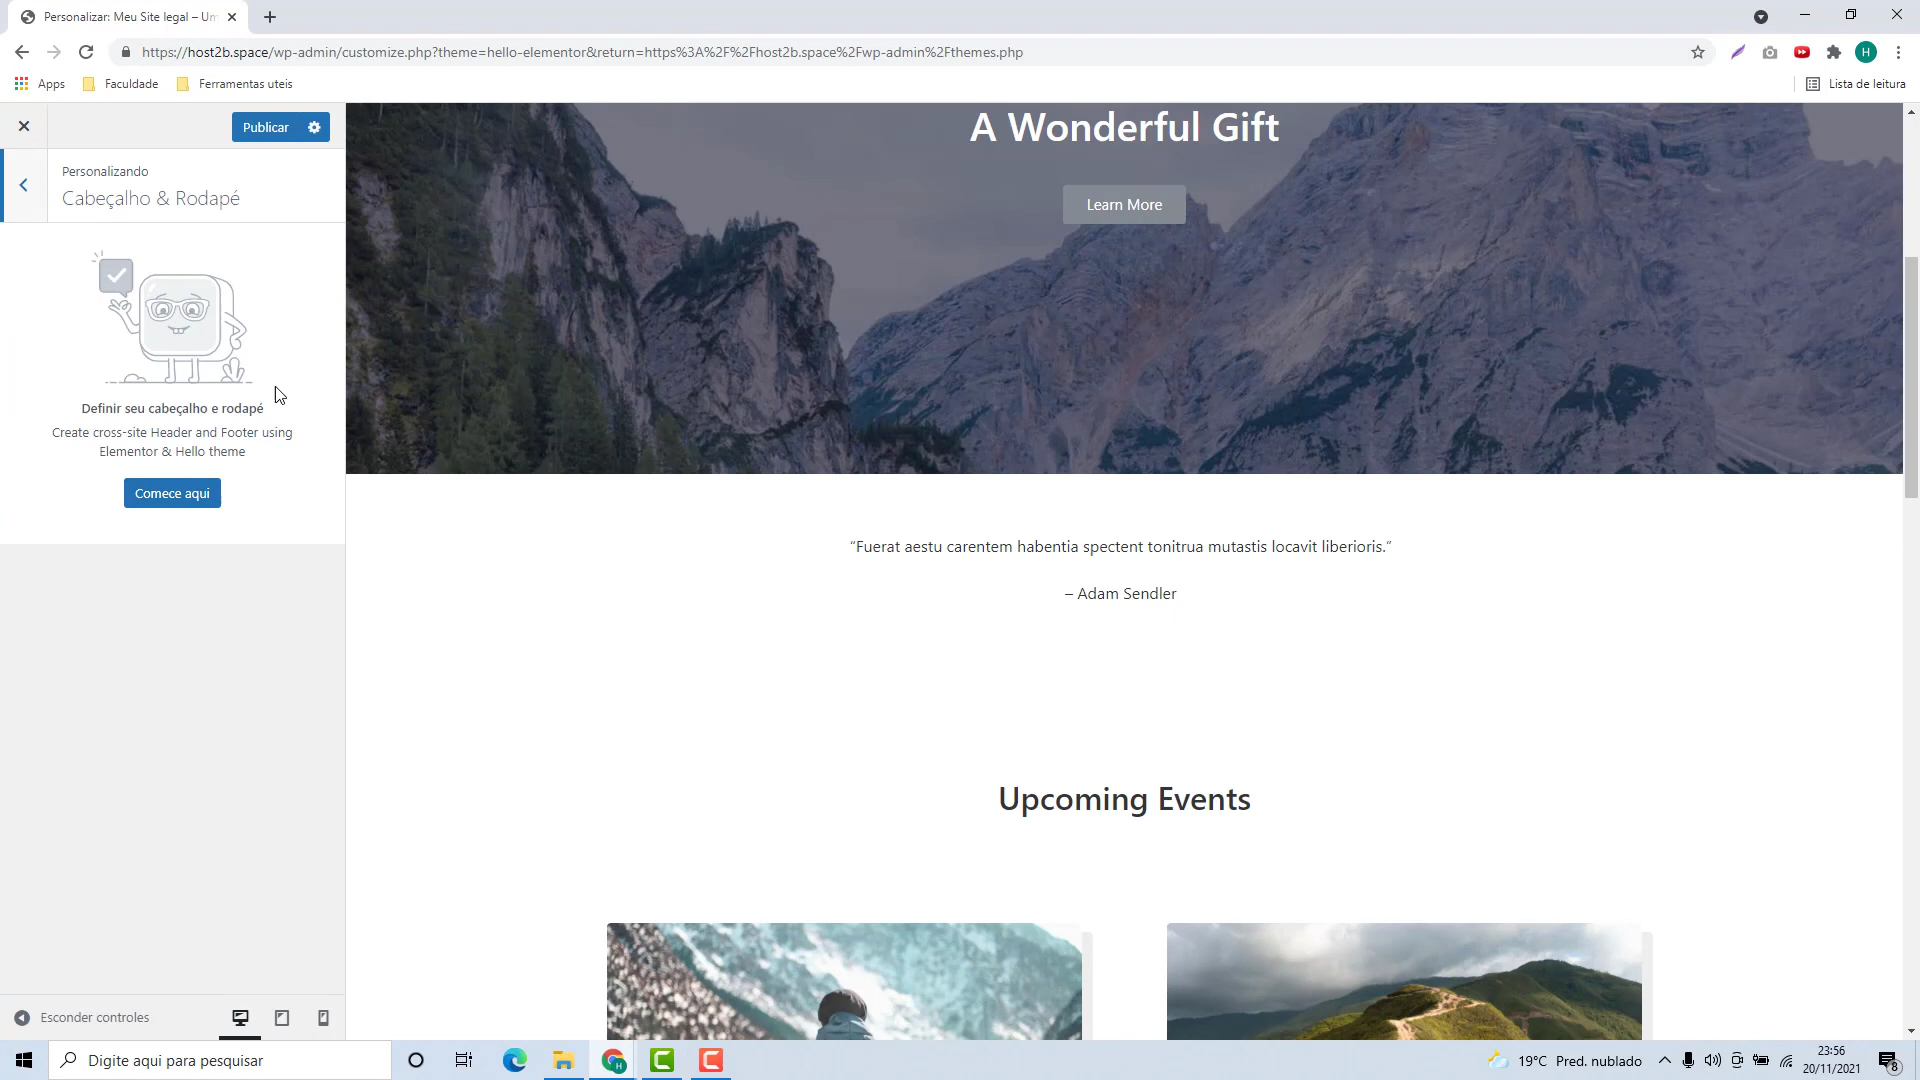 Personalizar: Meu Site legal – Um
https://host2b.space/wp-admin/customize.php?theme=hello-elementor&return=https%3A%2F%2Fhost2b.space%2Fwp-admin%2Fthemes.php
H
Apps
Faculdade
Ferramentas uteis
Lista de leitura
Publicar
Personalizando
Cabeçalho & Rodapé
Definir seu cabeçalho e rodapé
Create cross-site Header and Footer using
Elementor & Hello theme
Comece aqui
Esconder controles
A Wonderful Gift
Learn More
“Fuerat aestu carentem habentia spectent tonitrua mutastis locavit liberioris.”
– Adam Sendler
Upcoming Events
Digite aqui para pesquisar
19°C Pred. nublado
23:56
20/11/2021
8